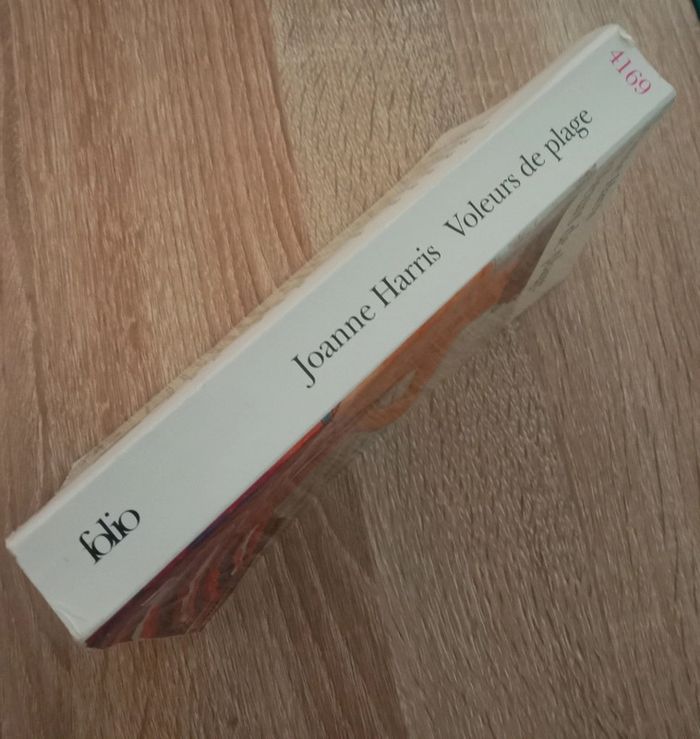 folio
Joanne Harris Voleurs de plage
4169